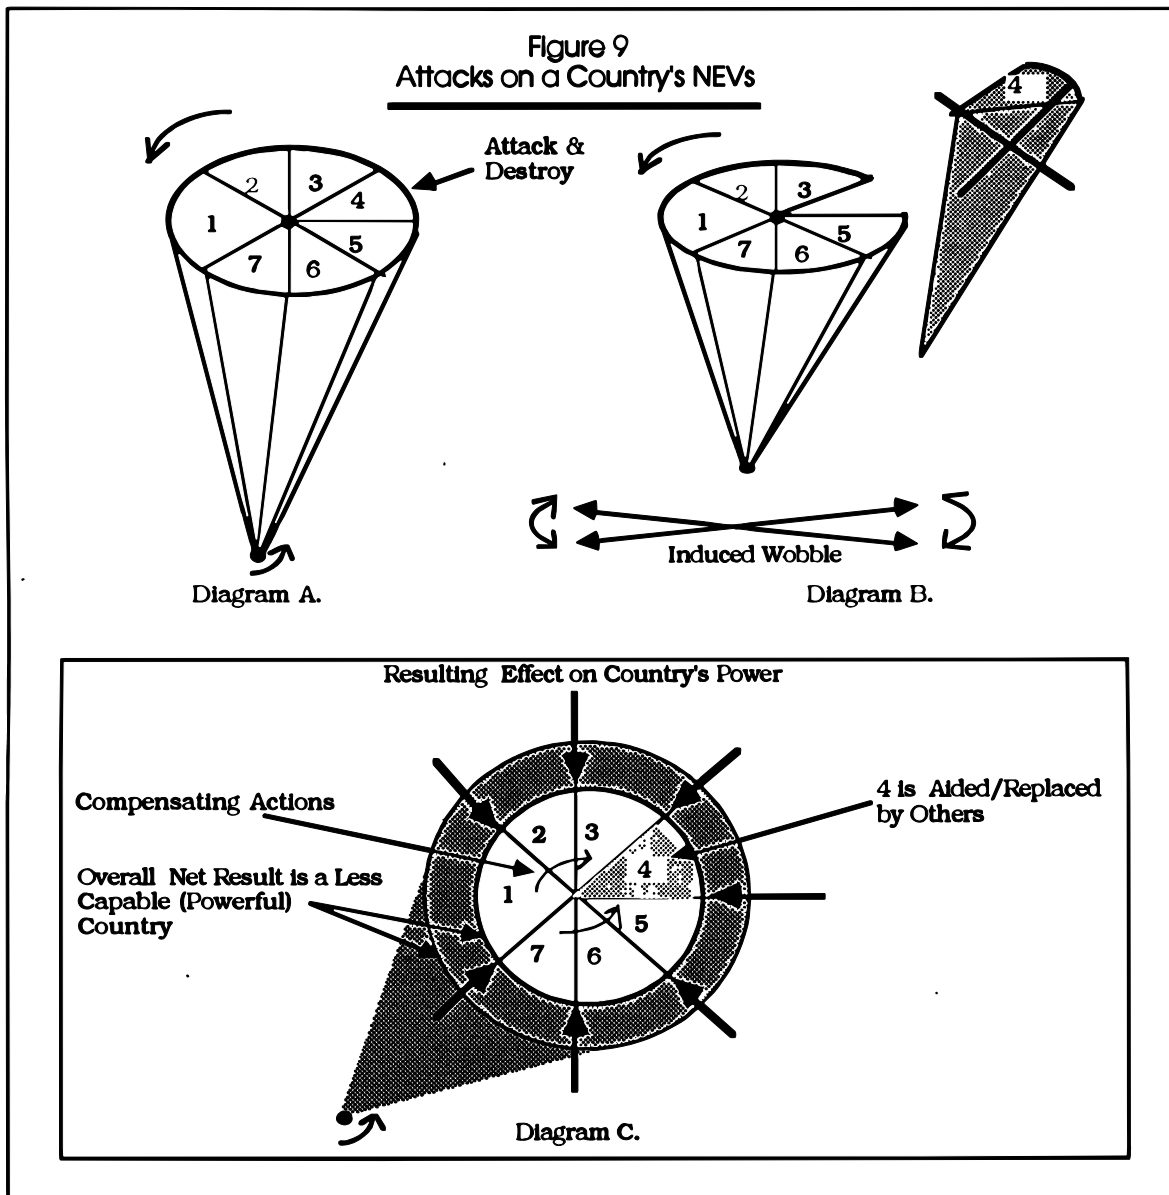 Figure 9
Attacks on a Country's NEVs
Attack &
Destroy
1
2
3
4
5
6
7
Diagram A.
1
2
3
5
6
7
4
Induced Wobble
Diagram B.
Resulting Effect on Country's Power
Compensating Actions
Overall Net Result is a Less
Capable (Powerful)
Country
4 is Aided/Replaced
by Others
1
2
3
4
5
6
7
Diagram C.